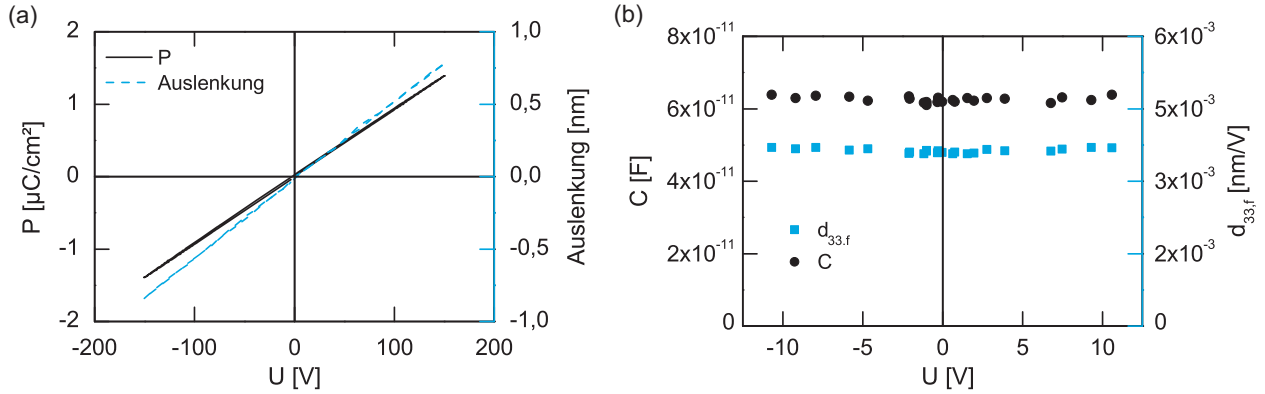 (a)
2
1
0
-1
-2
P [µC/cm²]
P
Auslenkung
1,0
0,5
0,0
-0,5
-1,0
Auslenkung [nm]
-200 -100 0 100 200
U [V]
(b)
8x10⁻¹¹
6x10⁻¹¹
4x10⁻¹¹
2x10⁻¹¹
0
C [F]
d₃₃.f
C
6x10⁻³
5x10⁻³
3x10⁻³
2x10⁻³
0
d₃₃,f [nm/V]
-10 -5 0 5 10
U [V]